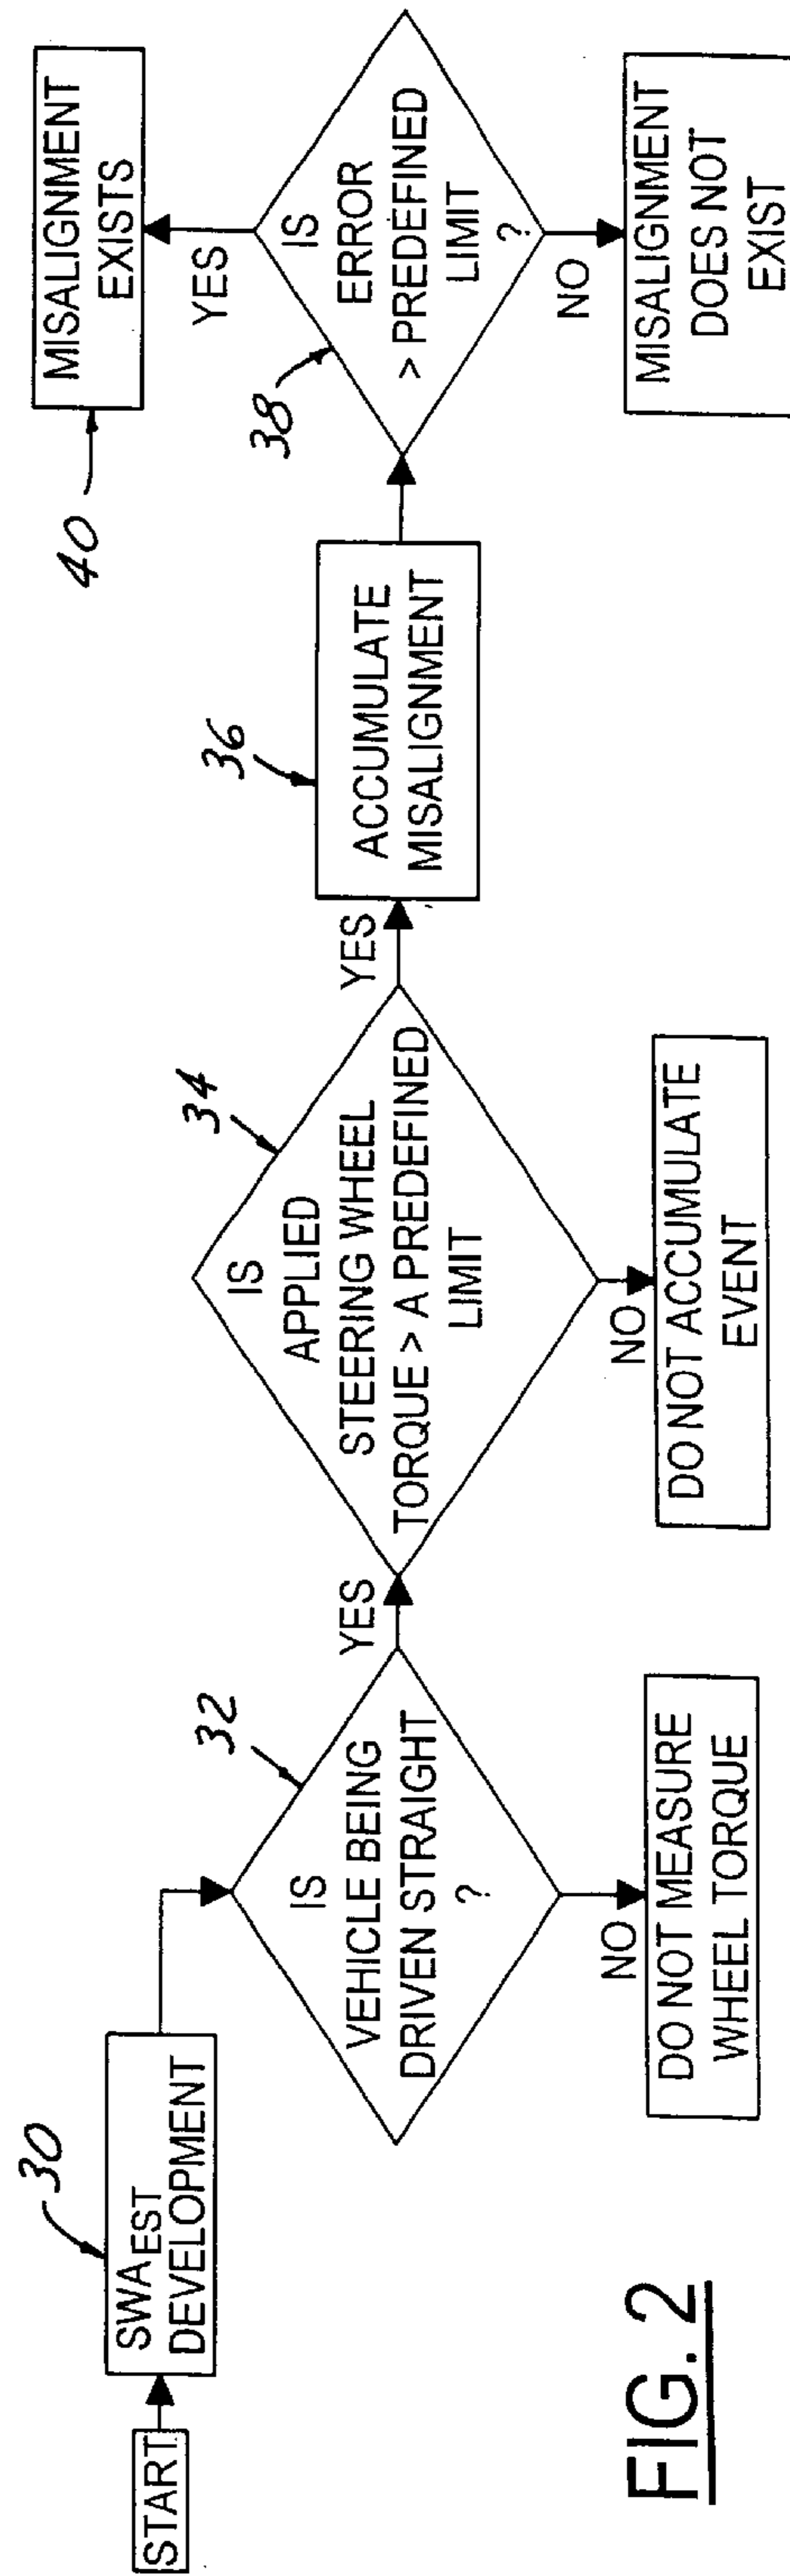 START
30
SWAEST
DEVELOPMENT
32
IS
VEHICLE BEING
DRIVEN STRAIGHT
?
NO
DO NOT MEASURE
WHEEL TORQUE
YES
34
IS
APPLIED
STEERING WHEEL
TORQUE > A PREDEFINED
LIMIT
NO
DO NOT ACCUMULATE
EVENT
YES
36
ACCUMULATE
MISALIGNMENT
38
IS
ERROR
> PREDEFINED
LIMIT
?
YES
40
MISALIGNMENT
EXISTS
NO
MISALIGNMENT
DOES NOT
EXIST
FIG. 2